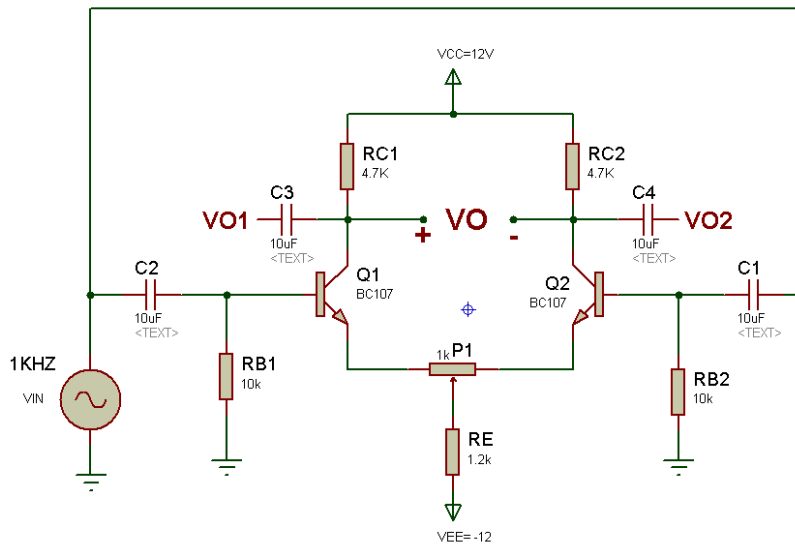 VCC=12V
RC1
4.7K
RC2
4.7K
C3
10uF
<TEXT>
VO1
VO
+
-
C4
10uF
<TEXT>
VO2
C2
10uF
<TEXT>
Q1
BC107
Q2
BC107
C1
10uF
<TEXT>
1KHZ
VIN
RB1
10k
1k
P1
RB2
10k
RE
1.2k
VEE= -12